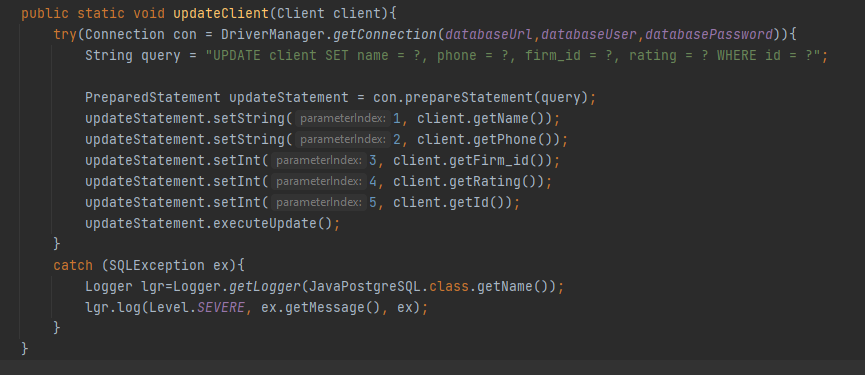 public static void updateClient(Client client){
try(Connection con = DriverManager.getConnection(databaseUrl,databaseUser,databasePassword)){
String query = "UPDATE client SET name = ?, phone = ?, firm_id = ?, rating = ? WHERE id = ?";
PreparedStatement updateStatement = con.prepareStatement(query);
updateStatement.setString( parameterIndex: 1, client.getName());
updateStatement.setString( parameterIndex: 2, client.getPhone());
updateStatement.setInt( parameterIndex: 3, client.getFirm_id());
updateStatement.setInt( parameterIndex: 4, client.getRating());
updateStatement.setInt( parameterIndex: 5, client.getId());
updateStatement.executeUpdate();
}
catch (SQLException ex){
Logger lgr=Logger.getLogger(JavaPostgreSQL.class.getName());
lgr.log(Level.SEVERE, ex.getMessage(), ex);
}
}